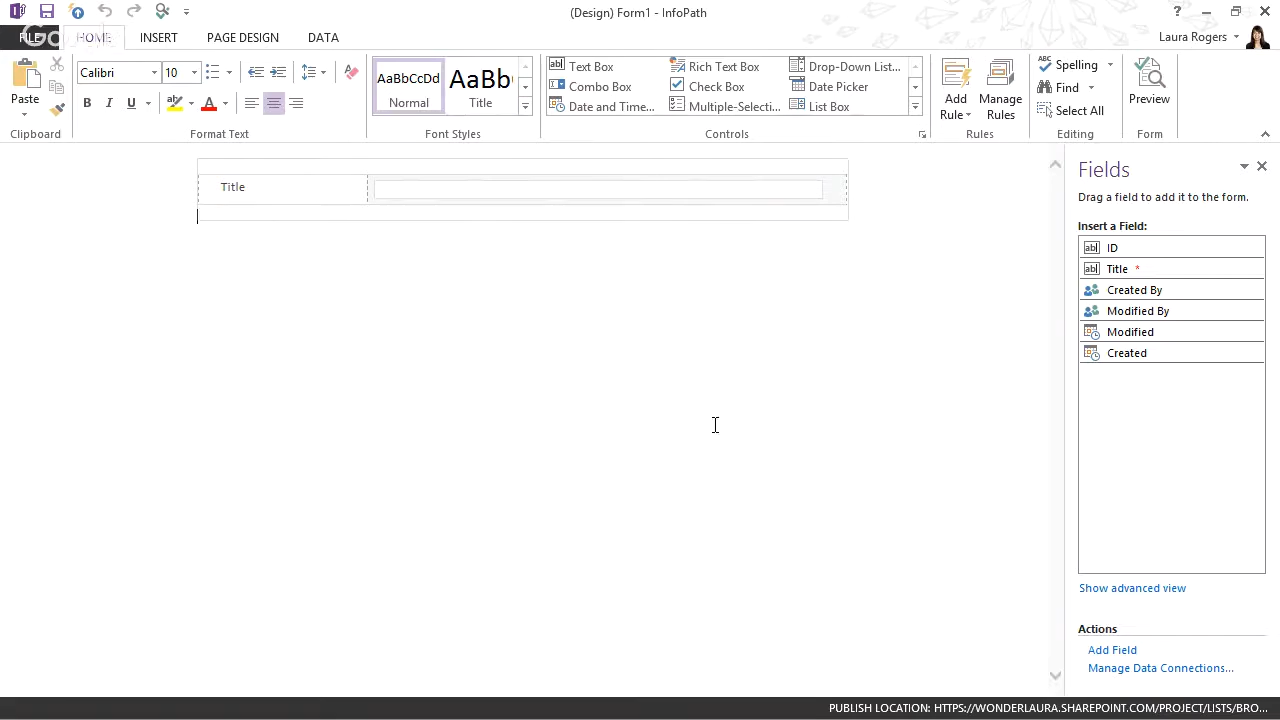 (Design) Form1 - InfoPath
?
FILE HOME INSERT PAGE DESIGN DATA
Laura Rogers
Calibri 10
AaBbCcDd AaBb
Text Box Rich Text Box Drop-Down List...
Spelling
Paste
Combo Box Check Box Date Picker
Add Rule Manage Rules
Find
Preview
B I U
Normal Title
Date and Time... Multiple-Selecti... List Box
Select All
Clipboard Format Text Font Styles Controls Rules Editing Form
Title
Fields
Drag a field to add it to the form.
Insert a Field:
ID
Title *
Created By
Modified By
Modified
Created
Show advanced view
Actions
Add Field
Manage Data Connections...
PUBLISH LOCATION: HTTPS://WONDERLAURA.SHAREPOINT.COM/PROJECT/LISTS/BRO...